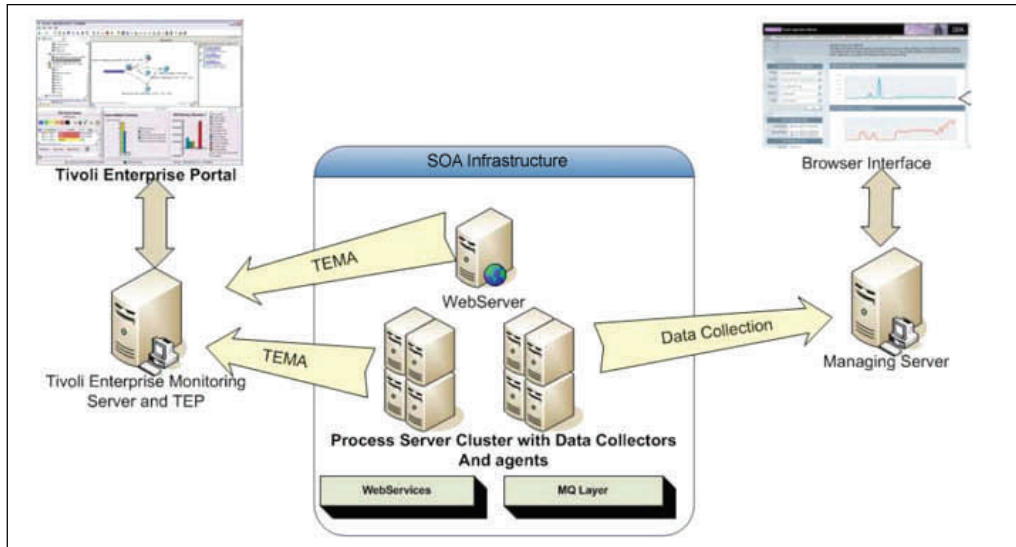 Tivoli Enterprise Portal
Browser Interface
SOA Infrastructure
TEMA
WebServer
TEMA
Data Collection
Tivoli Enterprise Monitoring
Server and TEP
Managing Server
Process Server Cluster with Data Collectors
And agents
WebServices
MQ Layer